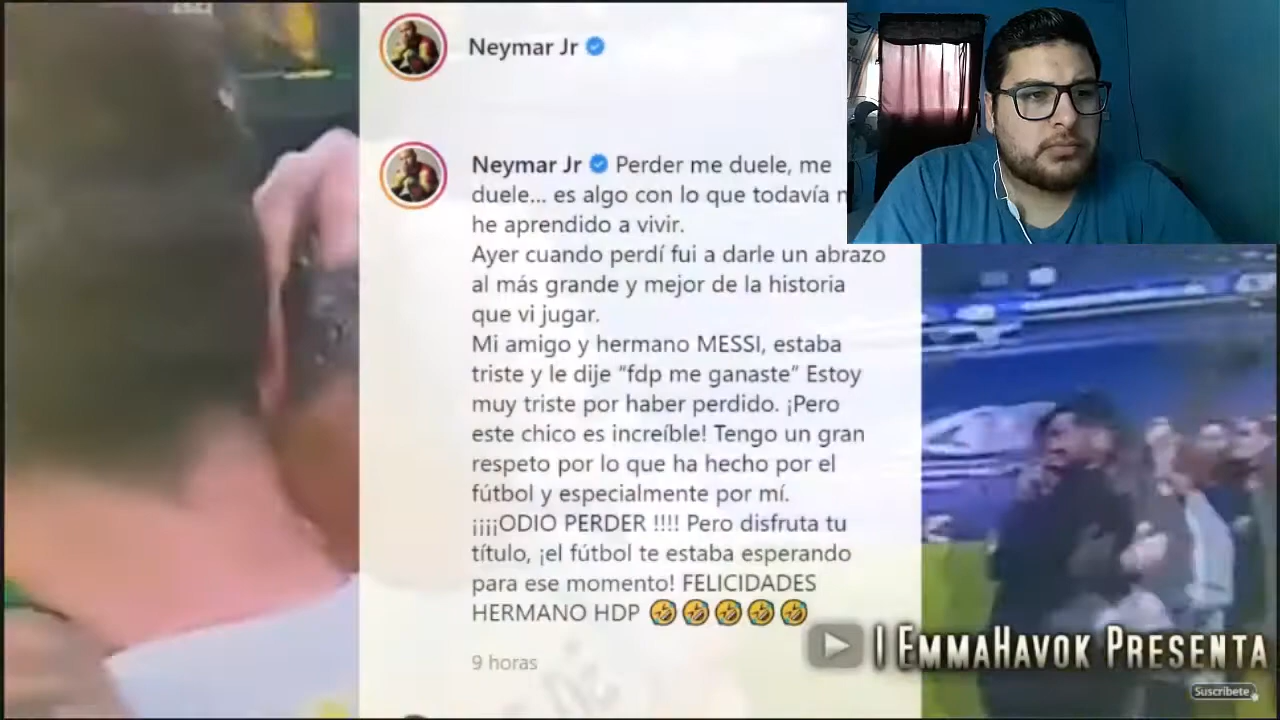 Neymar Jr
Neymar Jr Perder me duele, me
duele... es algo con lo que todavía
he aprendido a vivir.
Ayer cuando perdí fui a darle un abrazo
al más grande y mejor de la historia
que vi jugar.
Mi amigo y hermano MESSI, estaba
triste y le dije “fdp me ganaste” Estoy
muy triste por haber perdido. ¡Pero
este chico es increíble! Tengo un gran
respeto por lo que ha hecho por el
fútbol y especialmente por mí.
¡¡¡¡ODIO PERDER !!!! Pero disfruta tu
título, ¡el fútbol te estaba esperando
para ese momento! FELICIDADES
HERMANO HDP 🤣🤣🤣🤣🤣
9 horas
| EmmaHavok Presenta
Suscríbete